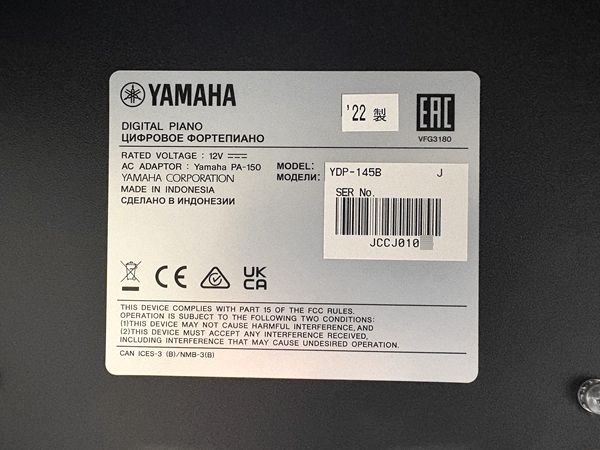 YAMAHA
'22 製
EAC
VFG3180
DIGITAL PIANO
ЦИФРОВОЕ ФОРТЕПИАНО
RATED VOLTAGE : 12V
AC ADAPTOR : Yamaha PA-150
YAMAHA CORPORATION
MADE IN INDONESIA
СДЕЛАНО В ИНДОНЕЗИИ
MODEL:
МОДЕЛИ:
YDP-145B J
SER No.
JCCJ010
CE
UK
CA
THIS DEVICE COMPLIES WITH PART 15 OF THE FCC RULES.
OPERATION IS SUBJECT TO THE FOLLOWING TWO CONDITIONS:
(1)THIS DEVICE MAY NOT CAUSE HARMFUL INTERFERENCE, AND
(2)THIS DEVICE MUST ACCEPT ANY INTERFERENCE RECEIVED,
INCLUDING INTERFERENCE THAT MAY CAUSE UNDESIRED OPERATION.
CAN ICES-3 (B)/NMB-3(B)